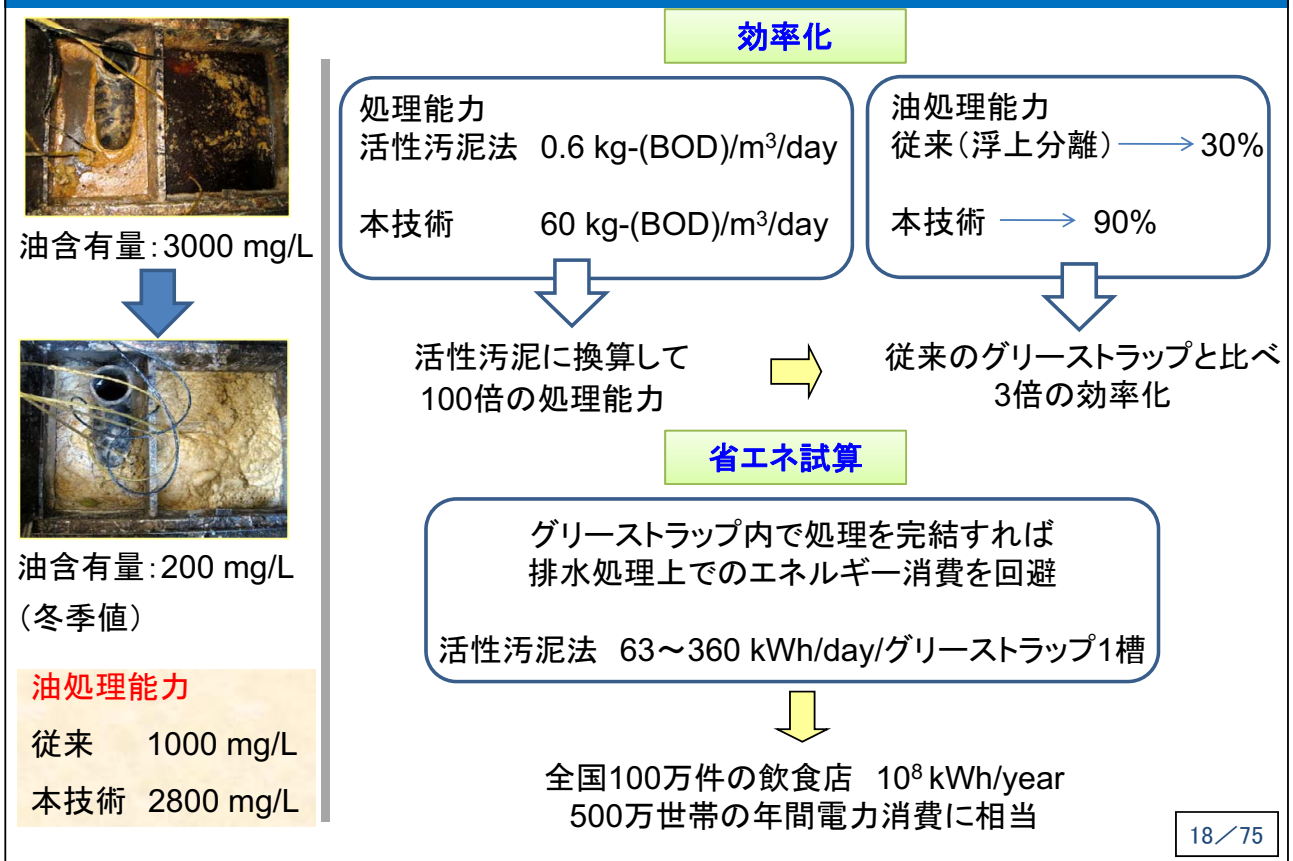 油含有量:3000 mg/L
油含有量:200 mg/L
(冬季値)
油処理能力
従来 1000 mg/L
本技術 2800 mg/L
効率化
処理能力
活性汚泥法 0.6 kg-(BOD)/m³/day
本技術 60 kg-(BOD)/m³/day
活性汚泥に換算して
100倍の処理能力
油処理能力
従来(浮上分離) → 30%
本技術 → 90%
従来のグリーストラップと比べ
3倍の効率化
省エネ試算
グリーストラップ内で処理を完結すれば
排水処理上でのエネルギー消費を回避
活性汚泥法 63~360 kWh/day/グリーストラップ1槽
全国100万件の飲食店 10⁸ kWh/year
500万世帯の年間電力消費に相当
18/75